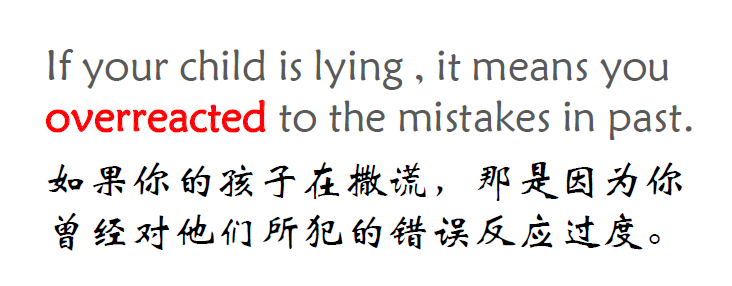 If your child is lying , it means you
overreacted to the mistakes in past.
如果你的孩子在撒谎，那是因为你
曾经对他们所犯的错误反应过度。